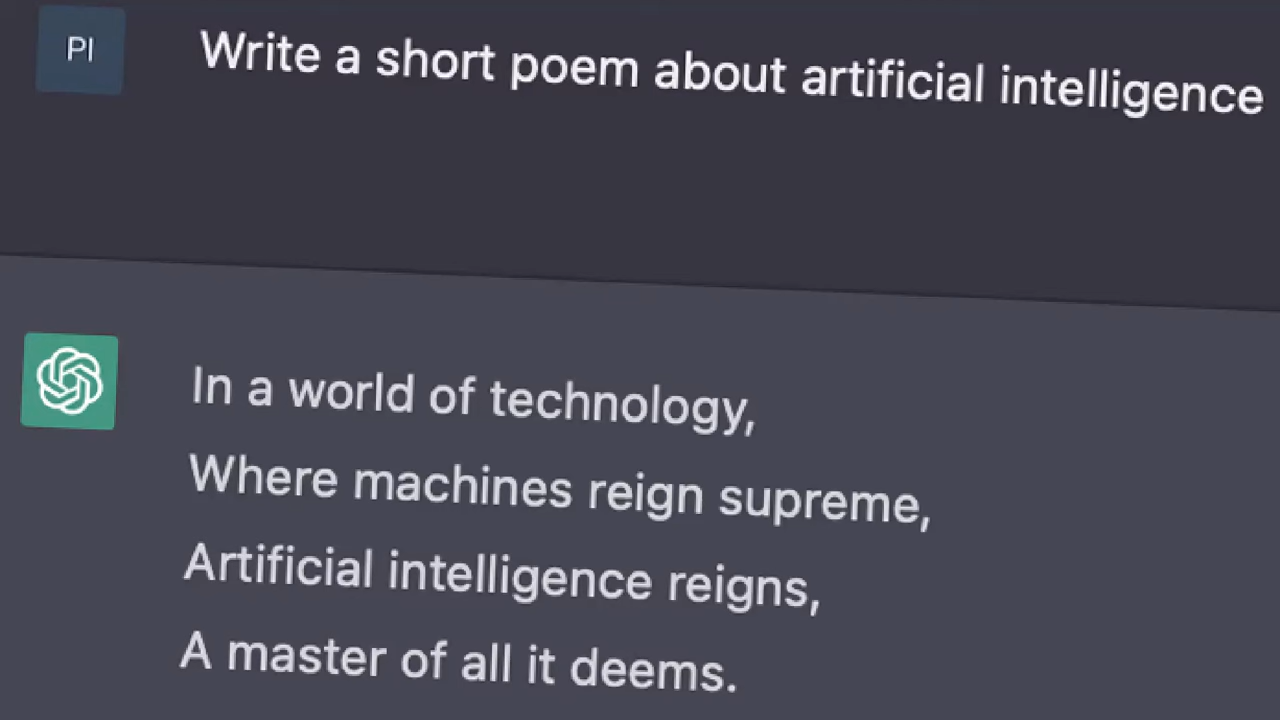 PI
Write a short poem about artificial intelligence
In a world of technology,
Where machines reign supreme,
Artificial intelligence reigns,
A master of all it deems.